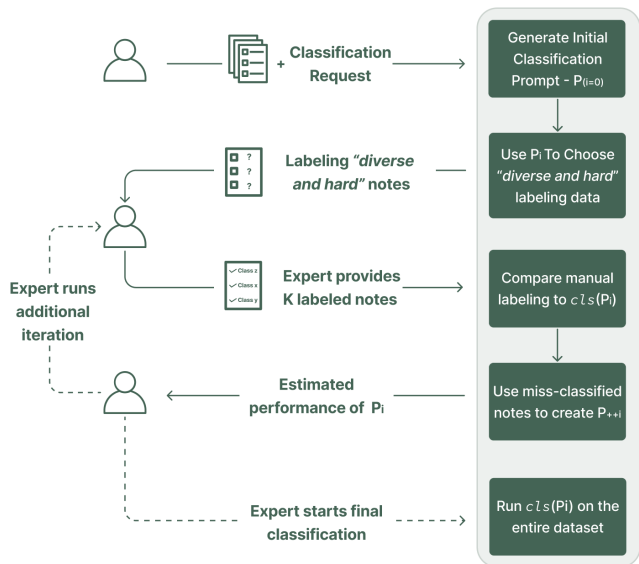 Generate Initial
Classification
Prompt - P(i=0)
+ Classification
Request
Use Pi To Choose
“diverse and hard”
labeling data
Labeling “diverse
and hard” notes
?
?
?
Expert provides
K labeled notes
Class z
Class x
Class y
Compare manual
labeling to cls(Pi)
Expert runs
additional
iteration
Estimated
performance of Pi
Use miss-classified
notes to create P++i
Expert starts final
classification
Run cls(Pi) on the
entire dataset